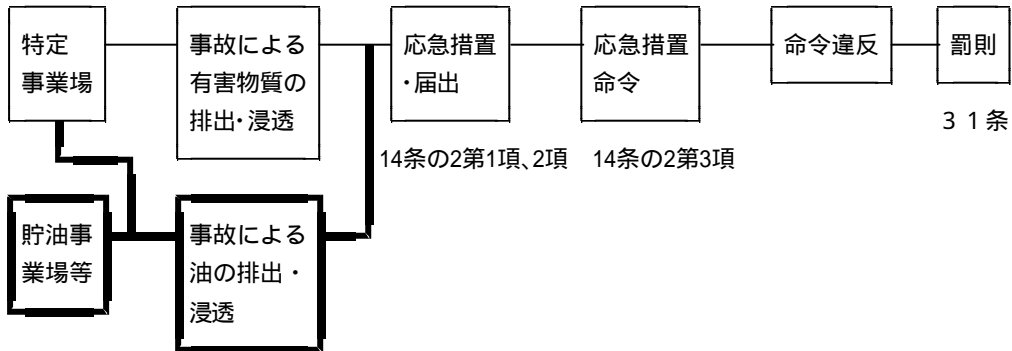 特定
事業場
事故による
有害物質の
排出・浸透
応急措置
・届出
応急措置
命令
命令違反
罰則
31条
14条の2第1項、2項
14条の2第3項
貯油事
業場等
事故による
油の排出・
浸透